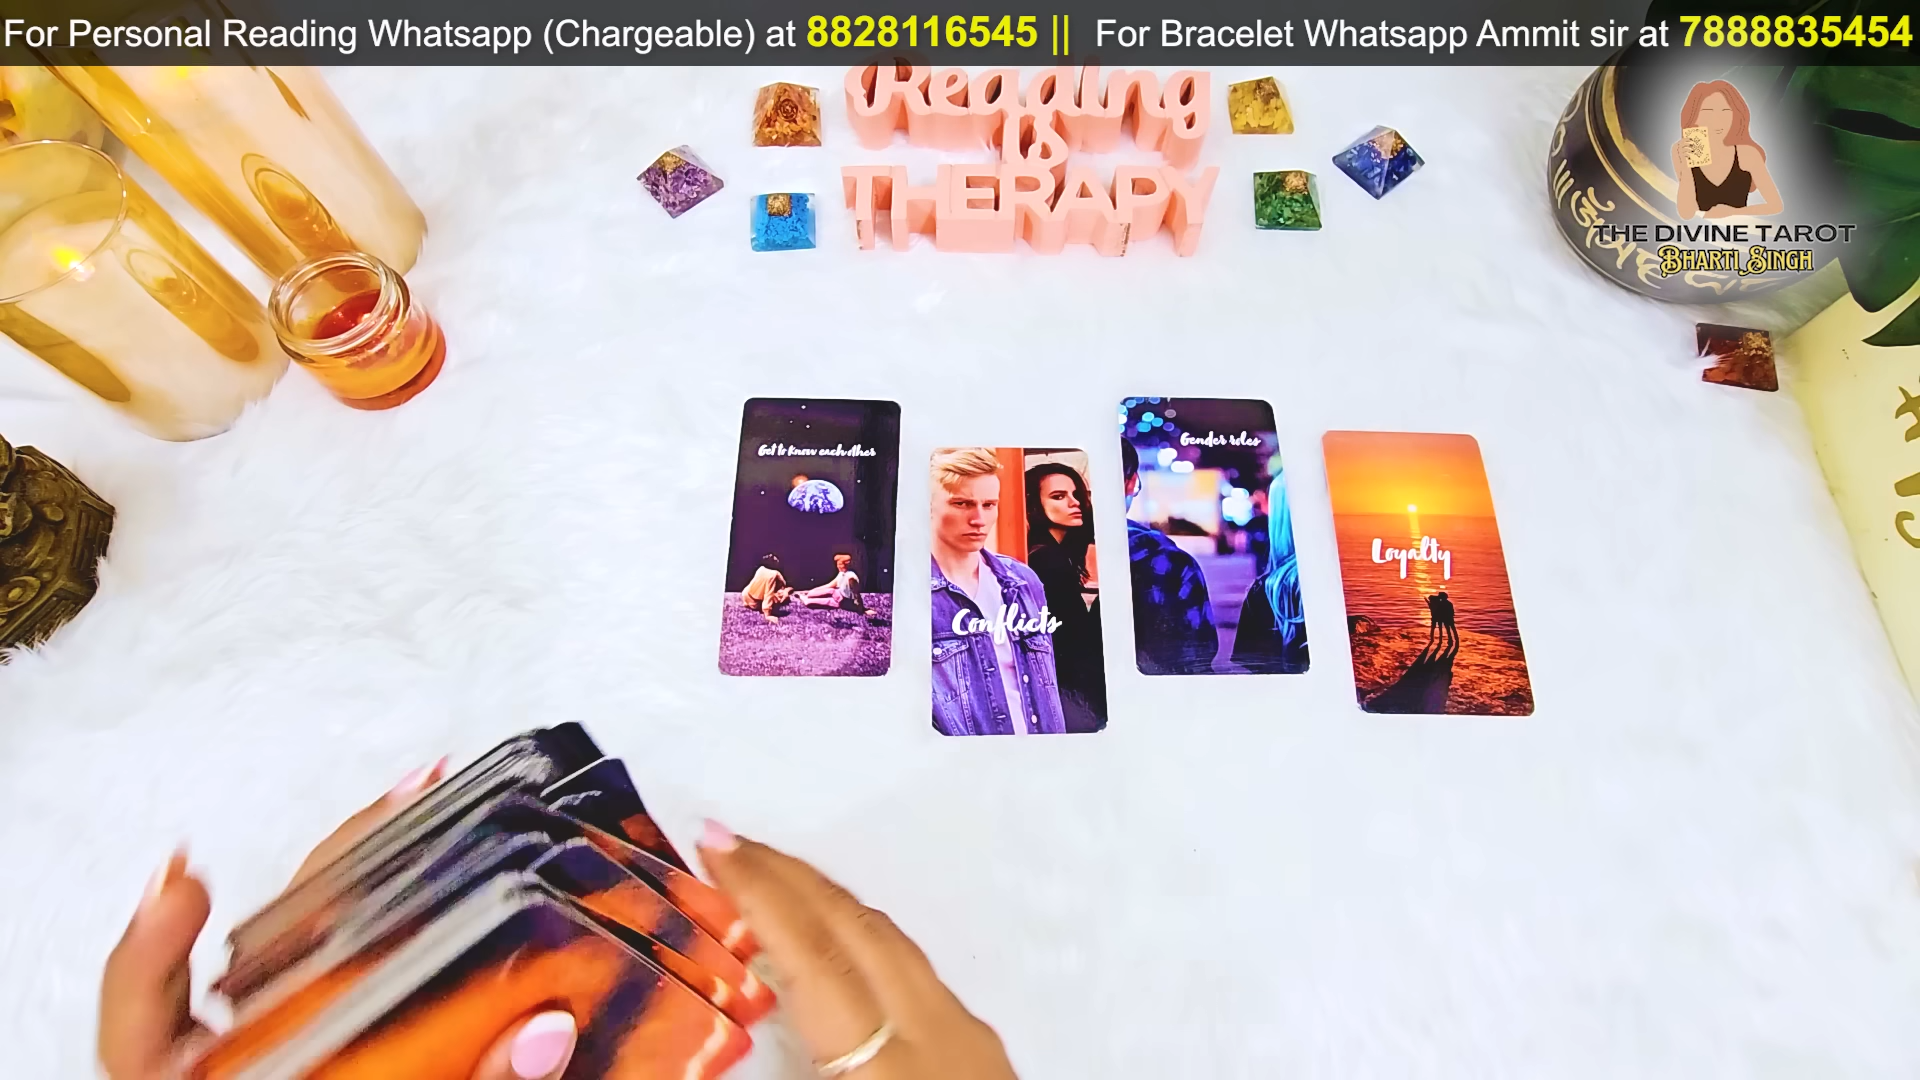 For Personal Reading Whatsapp (Chargeable) at 8828116545 || For Bracelet Whatsapp Ammit sir at 7888835454
Reading
is
THERAPY
THE DIVINE TAROT
BHARTI SINGH
Get to know each other
Gender roles
Loyalty
Conflicts